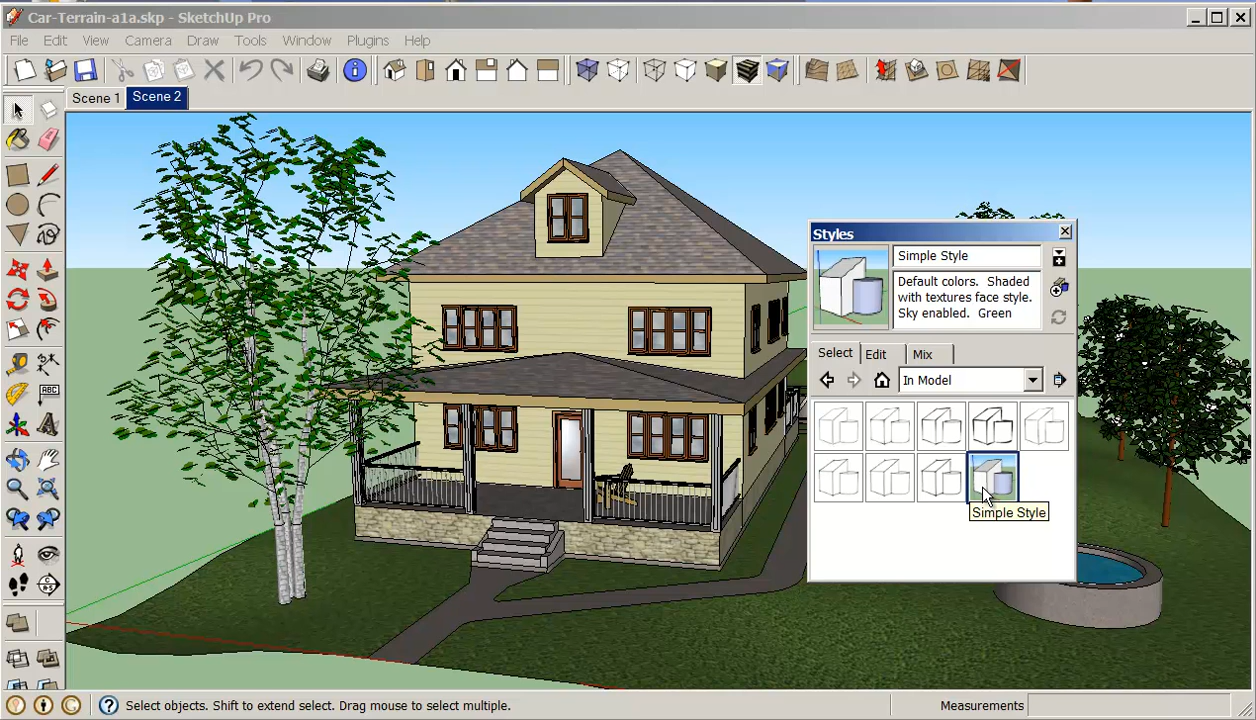 Car-Terrain-a1a.skp - SketchUp Pro
File Edit View Camera Draw Tools Window Plugins Help
Scene 1 Scene 2
Styles
Simple Style
Default colors. Shaded
with textures face style.
Sky enabled. Green
Select Edit Mix
In Model
Simple Style
ABC
Select objects. Shift to extend select. Drag mouse to select multiple.
Measurements